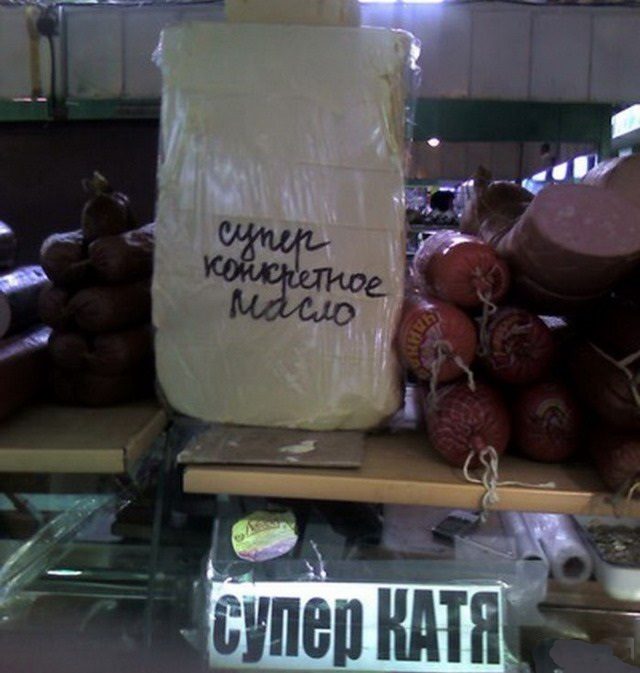 супер
конкретное
масло
супер КАТЯ